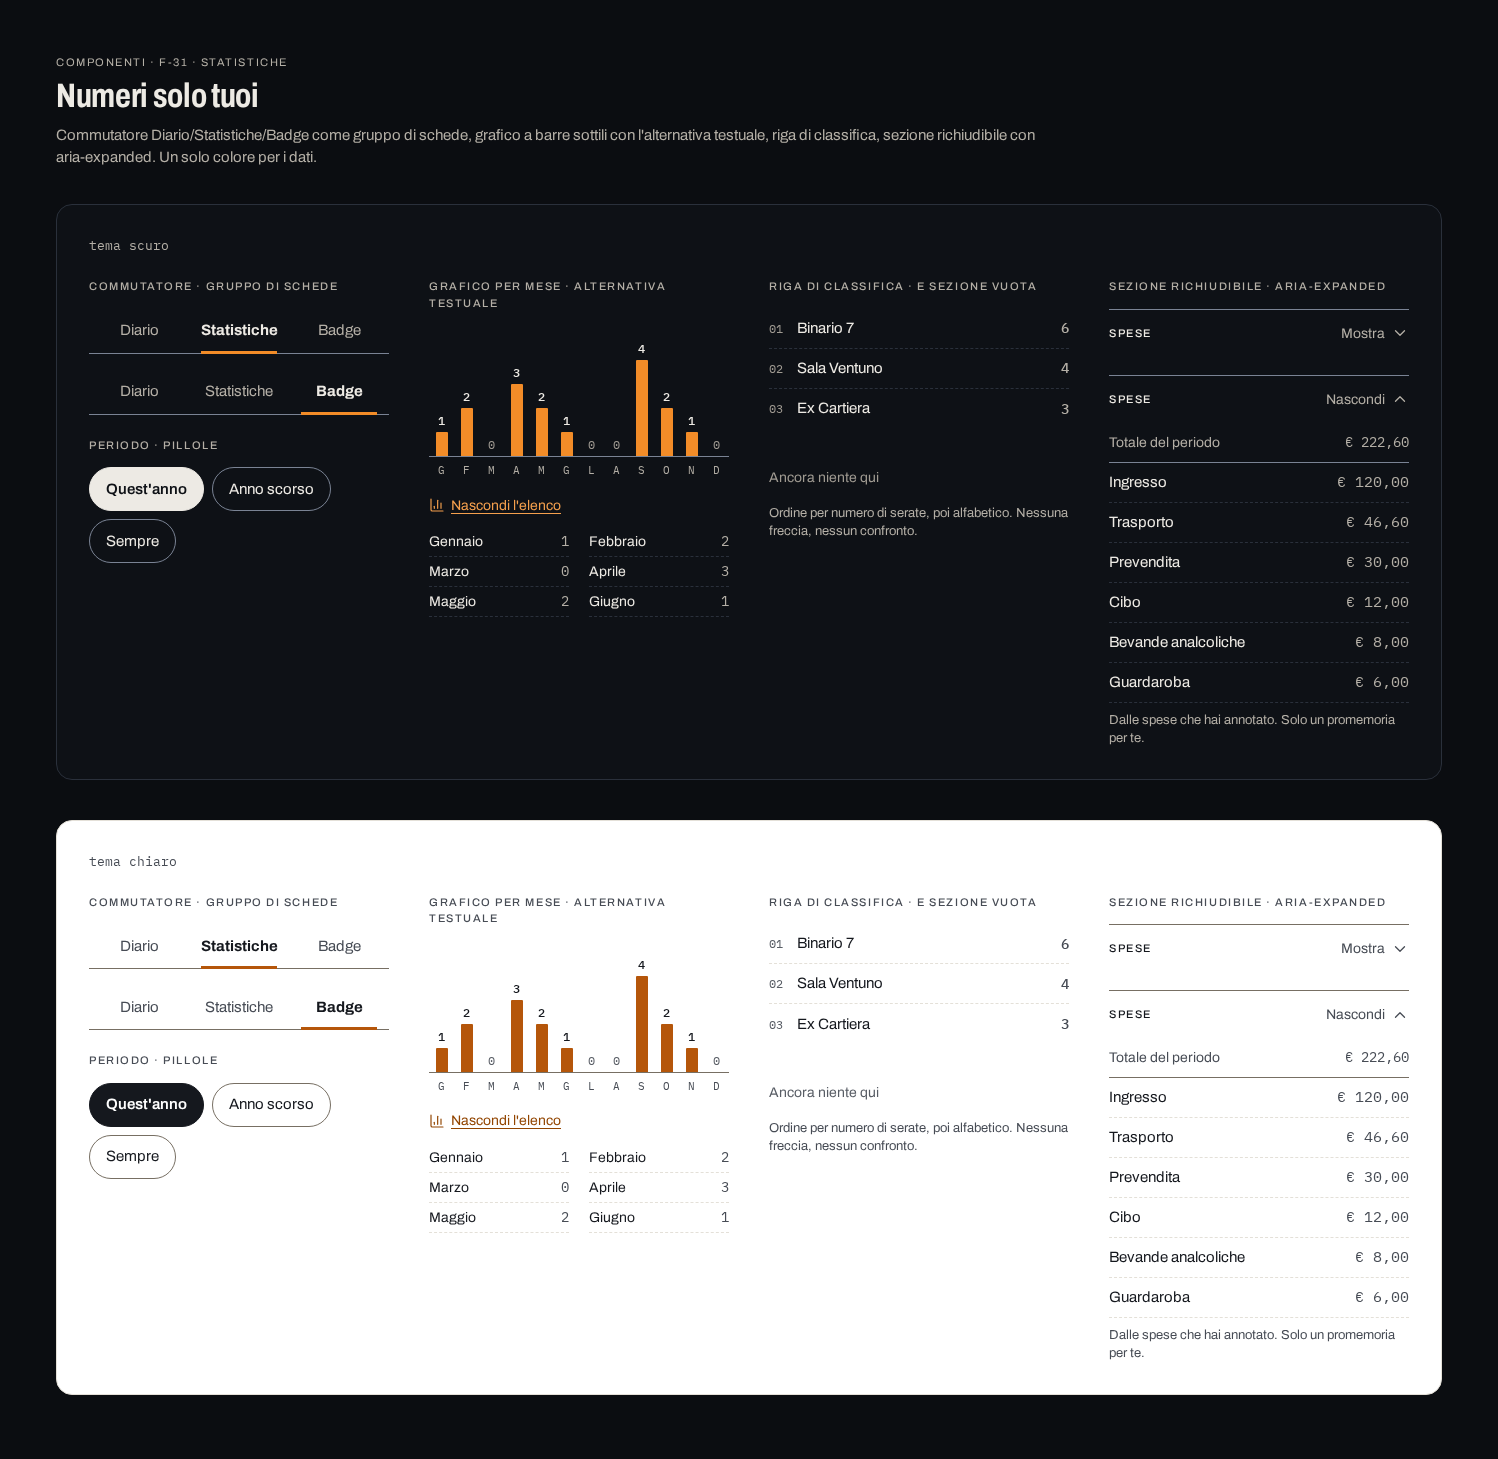 COMPONENTI · F-31 · STATISTICHE
Numeri solo tuoi
Commutatore Diario/Statistiche/Badge come gruppo di schede, grafico a barre sottili con l'alternativa testuale, riga di classifica, sezione richiudibile con
aria-expanded. Un solo colore per i dati.
tema scuro
COMMUTATORE · GRUPPO DI SCHEDE
Diario Statistiche Badge
Diario Statistiche Badge
PERIODO · PILLOLE
Quest'anno Anno scorso
Sempre
GRAFICO PER MESE · ALTERNATIVA
TESTUALE
1 2 0 3 2 1 0 0 4 2 1 0
G F M A M G L A S O N D
Nascondi l'elenco
Gennaio 1 Febbraio 2
Marzo 0 Aprile 3
Maggio 2 Giugno 1
RIGA DI CLASSIFICA · E SEZIONE VUOTA
01 Binario 7 6
02 Sala Ventuno 4
03 Ex Cartiera 3
Ancora niente qui
Ordine per numero di serate, poi alfabetico. Nessuna
freccia, nessun confronto.
SEZIONE RICHIUDIBILE · ARIA-EXPANDED
SPESE Mostra
SPESE Nascondi
Totale del periodo € 222,60
Ingresso € 120,00
Trasporto € 46,60
Prevendita € 30,00
Cibo € 12,00
Bevande analcoliche € 8,00
Guardaroba € 6,00
Dalle spese che hai annotato. Solo un promemoria
per te.
tema chiaro
COMMUTATORE · GRUPPO DI SCHEDE
Diario Statistiche Badge
Diario Statistiche Badge
PERIODO · PILLOLE
Quest'anno Anno scorso
Sempre
GRAFICO PER MESE · ALTERNATIVA
TESTUALE
1 2 0 3 2 1 0 0 4 2 1 0
G F M A M G L A S O N D
Nascondi l'elenco
Gennaio 1 Febbraio 2
Marzo 0 Aprile 3
Maggio 2 Giugno 1
RIGA DI CLASSIFICA · E SEZIONE VUOTA
01 Binario 7 6
02 Sala Ventuno 4
03 Ex Cartiera 3
Ancora niente qui
Ordine per numero di serate, poi alfabetico. Nessuna
freccia, nessun confronto.
SEZIONE RICHIUDIBILE · ARIA-EXPANDED
SPESE Mostra
SPESE Nascondi
Totale del periodo € 222,60
Ingresso € 120,00
Trasporto € 46,60
Prevendita € 30,00
Cibo € 12,00
Bevande analcoliche € 8,00
Guardaroba € 6,00
Dalle spese che hai annotato. Solo un promemoria
per te.